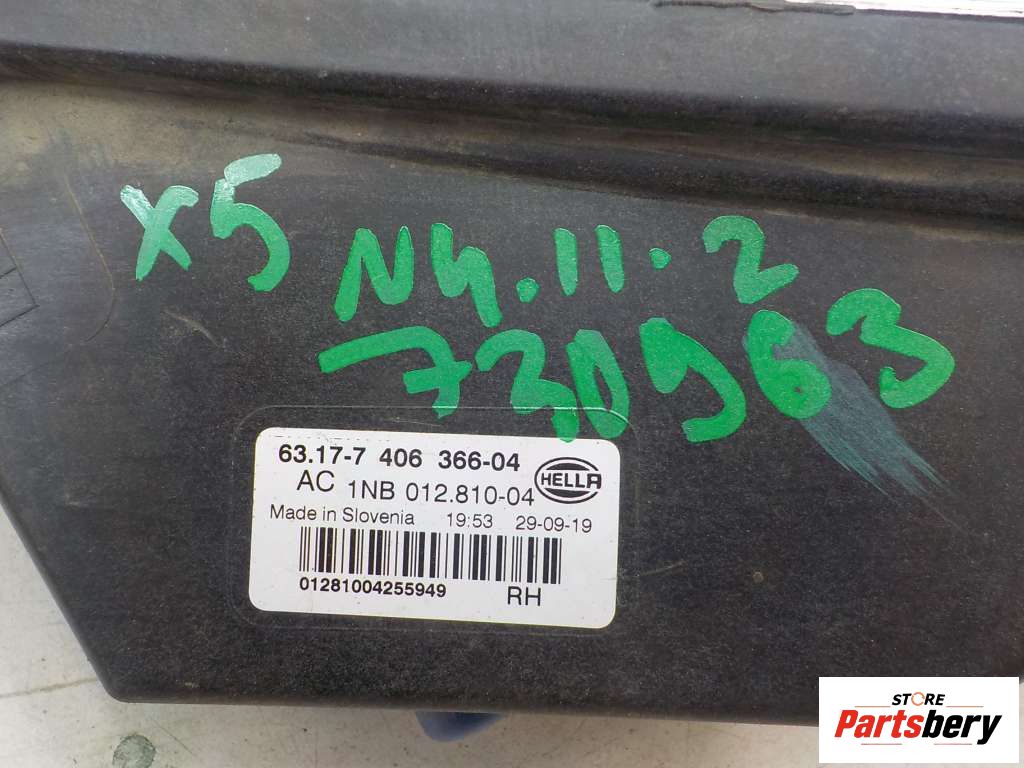 X5
N4.11.2
730963
63.17-7 406 366-04
AC 1NB 012.810-04
HELLA
Made in Slovenia 19:53 29-09-19
01281004255949 RH
STORE
Partsbery